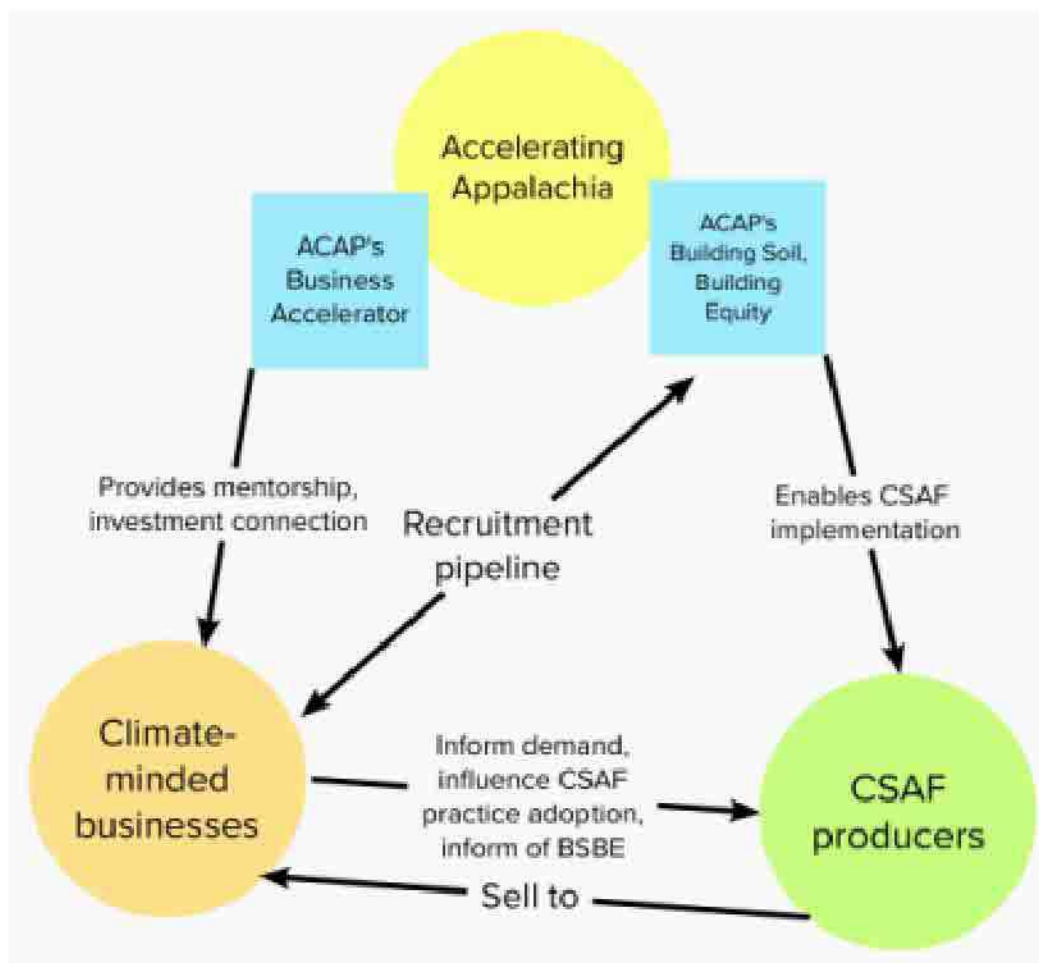 Accelerating
Appalachia
ACAP's
Business
Accelerator
ACAP's
Building Soil,
Building
Equity
Provides mentorship,
investment connection
Recruitment
pipeline
Enables CSAF
implementation
Climate-
minded
businesses
Inform demand,
influence CSAF
practice adoption,
inform of BSBE
CSAF
producers
Sell to